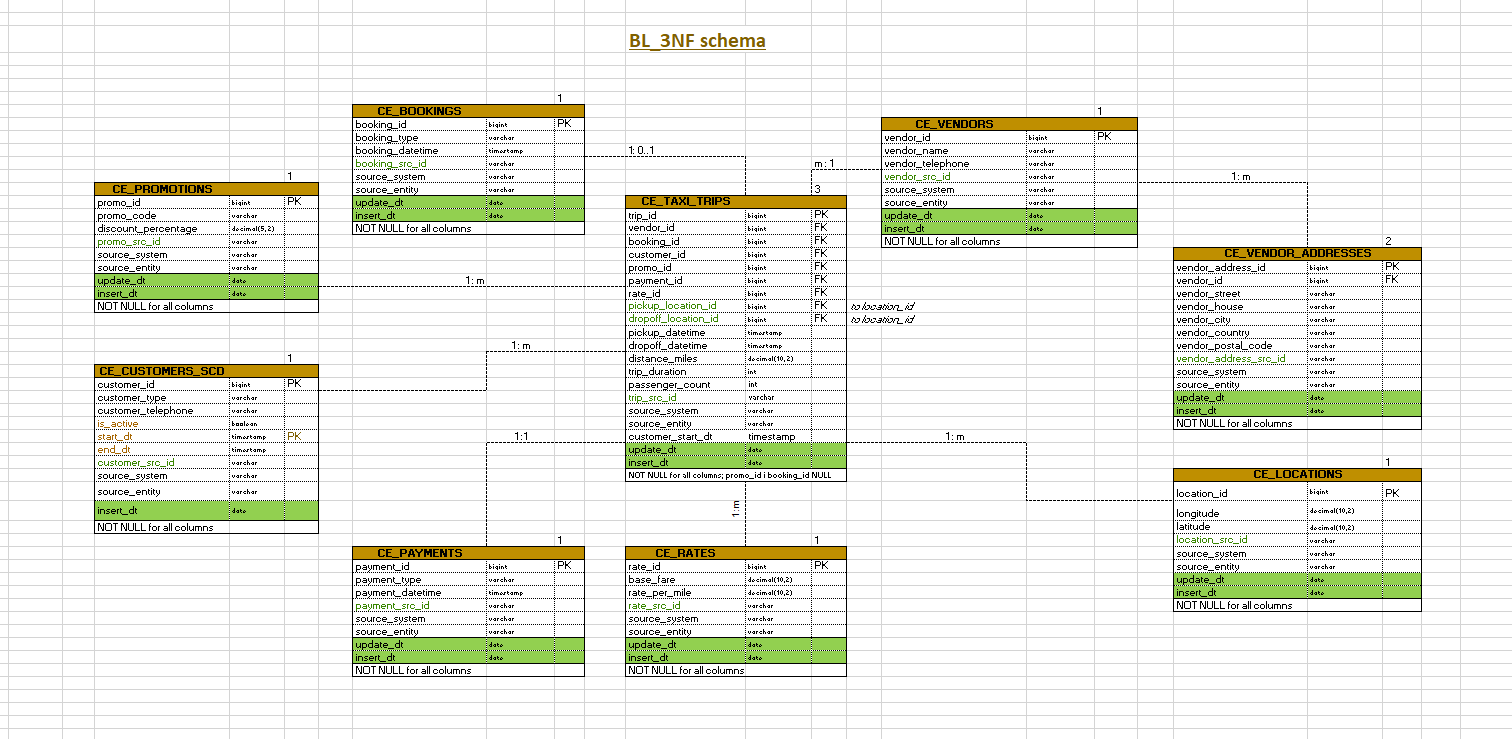 BL_3NF schema
1
CE_BOOKINGS
booking_id bigint PK
booking_type varchar
booking_datetime timestamp
booking_src_id varchar
source_system varchar
source_entity varchar
update_dt date
insert_dt date
NOT NULL for all columns
1: 0..1
m: 1
1
CE_VENDORS
vendor_id bigint PK
vendor_name varchar
vendor_telephone varchar
vendor_src_id varchar
source_system varchar
source_entity varchar
update_dt date
insert_dt date
NOT NULL for all columns
1: m
1
CE_PROMOTIONS
promo_id bigint PK
promo_code varchar
discount_percentage decimal(5,2)
promo_src_id varchar
source_system varchar
source_entity varchar
update_dt date
insert_dt date
NOT NULL for all columns
1: m
3
CE_TAXI_TRIPS
trip_id bigint PK
vendor_id bigint FK
booking_id bigint FK
customer_id bigint FK
promo_id bigint FK
payment_id bigint FK
rate_id bigint FK
pickup_location_id bigint FK to location_id
dropoff_location_id bigint FK to location_id
pickup_datetime timestamp
dropoff_datetime timestamp
distance_miles decimal(10,2)
trip_duration int
passenger_count int
trip_src_id varchar
source_system varchar
source_entity varchar
customer_start_dt timestamp
update_dt date
insert_dt date
NOT NULL for all columns; promo_id i booking_id NULL
2
CE_VENDOR_ADDRESSES
vendor_address_id bigint PK
vendor_id bigint FK
vendor_street varchar
vendor_house varchar
vendor_city varchar
vendor_country varchar
vendor_postal_code varchar
vendor_address_src_id varchar
source_system varchar
source_entity varchar
update_dt date
insert_dt date
NOT NULL for all columns
1: m
1
CE_CUSTOMERS_SCD
customer_id bigint PK
customer_type varchar
customer_telephone varchar
is_active boolean
start_dt timestamp PK
end_dt timestamp
customer_src_id varchar
source_system varchar
source_entity varchar
insert_dt date
NOT NULL for all columns
1:1
1: m
1:m
1
CE_LOCATIONS
location_id bigint PK
longitude decimal(10,2)
latitude decimal(10,2)
location_src_id varchar
source_system varchar
source_entity varchar
update_dt date
insert_dt date
NOT NULL for all columns
1
CE_PAYMENTS
payment_id bigint PK
payment_type varchar
payment_datetime timestamp
payment_src_id varchar
source_system varchar
source_entity varchar
update_dt date
insert_dt date
NOT NULL for all columns
1
CE_RATES
rate_id bigint PK
base_fare decimal(10,2)
rate_per_mile decimal(10,2)
rate_src_id varchar
source_system varchar
source_entity varchar
update_dt date
insert_dt date
NOT NULL for all columns